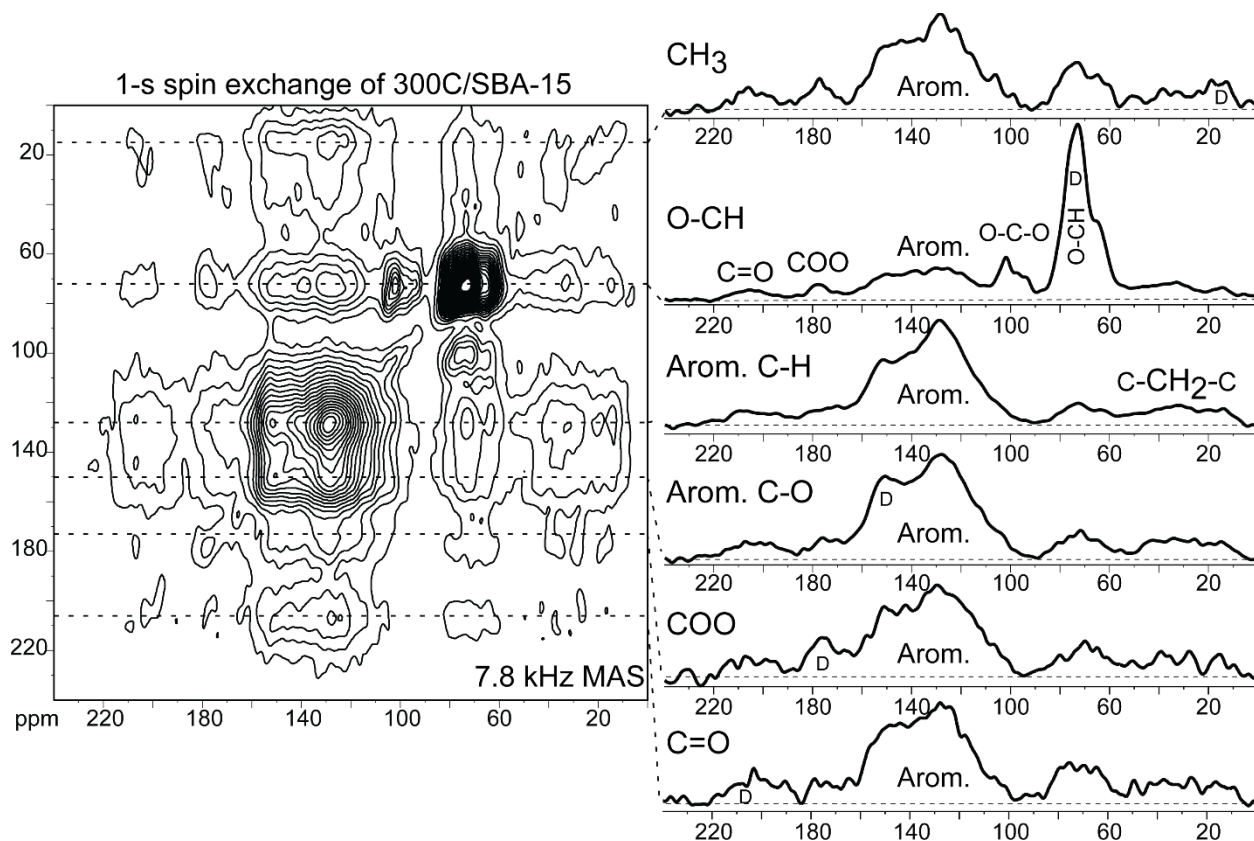 1-s spin exchange of 300C/SBA-15
20
60
100
140
180
220
7.8 kHz MAS
ppm 220 180 140 100 60 20
CH3
Arom.
D
220 180 140 100 60 20
O-CH
C=O
COO
Arom.
O-C-O
O-CH
D
220 180 140 100 60 20
Arom. C-H
Arom.
C-CH2-C
220 180 140 100 60 20
Arom. C-O
D
Arom.
220 180 140 100 60 20
COO
D
Arom.
220 180 140 100 60 20
C=O
D
Arom.
220 180 140 100 60 20